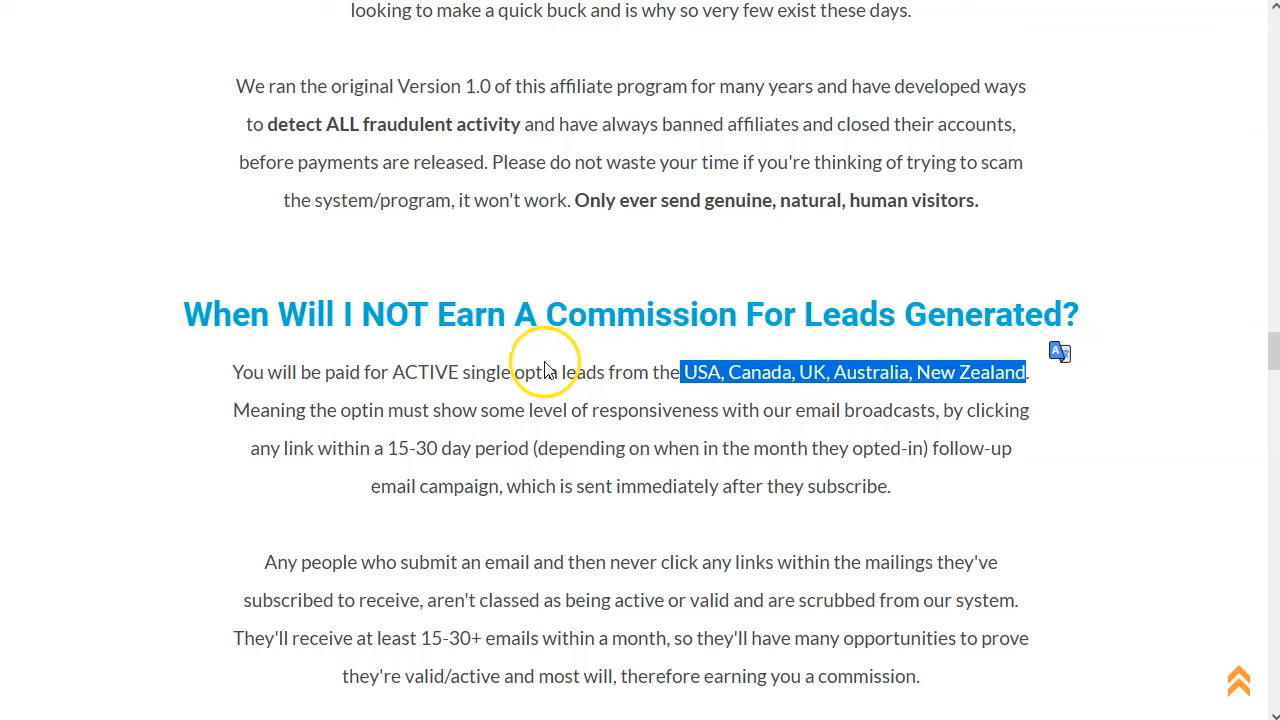 looking to make a quick buck and is why so very few exist these days.
We ran the original Version 1.0 of this affiliate program for many years and have developed ways
to detect ALL fraudulent activity and have always banned affiliates and closed their accounts,
before payments are released. Please do not waste your time if you're thinking of trying to scam
the system/program, it won't work. Only ever send genuine, natural, human visitors.
When Will I NOT Earn A Commission For Leads Generated?
You will be paid for ACTIVE single optin leads from the USA, Canada, UK, Australia, New Zealand.
Meaning the optin must show some level of responsiveness with our email broadcasts, by clicking
any link within a 15-30 day period (depending on when in the month they opted-in) follow-up
email campaign, which is sent immediately after they subscribe.
Any people who submit an email and then never click any links within the mailings they've
subscribed to receive, aren't classed as being active or valid and are scrubbed from our system.
They'll receive at least 15-30+ emails within a month, so they'll have many opportunities to prove
they're valid/active and most will, therefore earning you a commission.